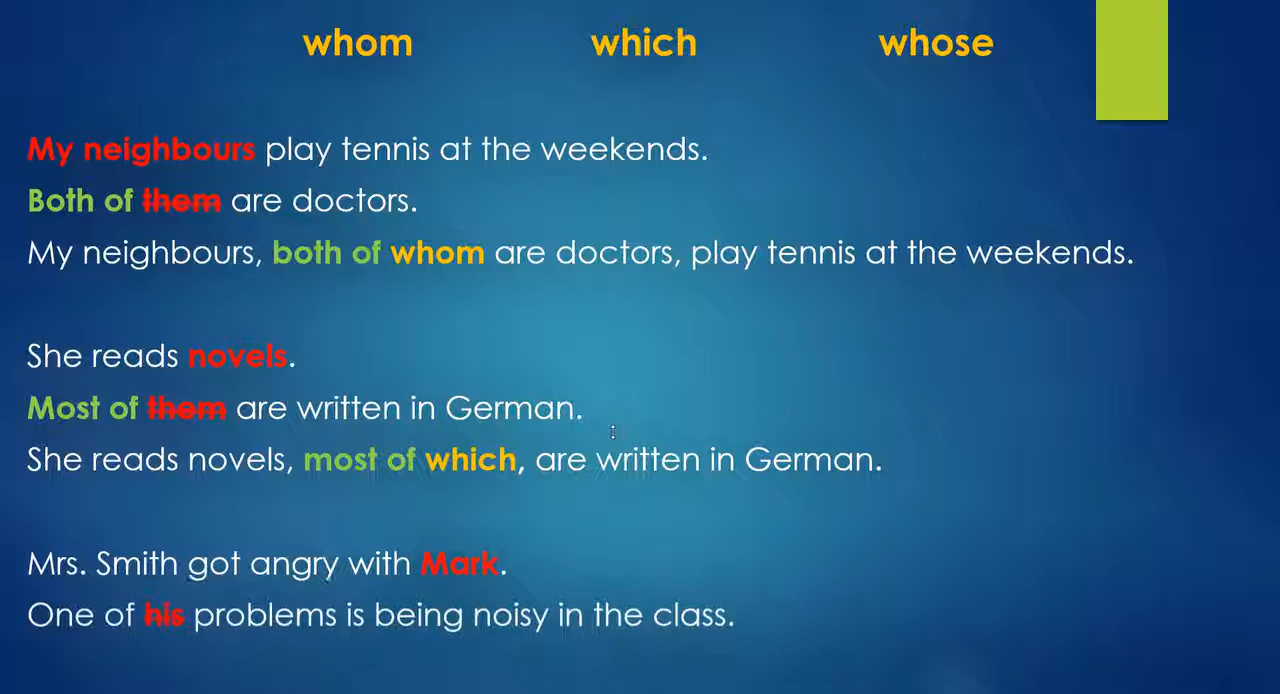 whom which whose
My neighbours play tennis at the weekends.
Both of them are doctors.
My neighbours, both of whom are doctors, play tennis at the weekends.
She reads novels.
Most of them are written in German.
She reads novels, most of which, are written in German.
Mrs. Smith got angry with Mark.
One of his problems is being noisy in the class.